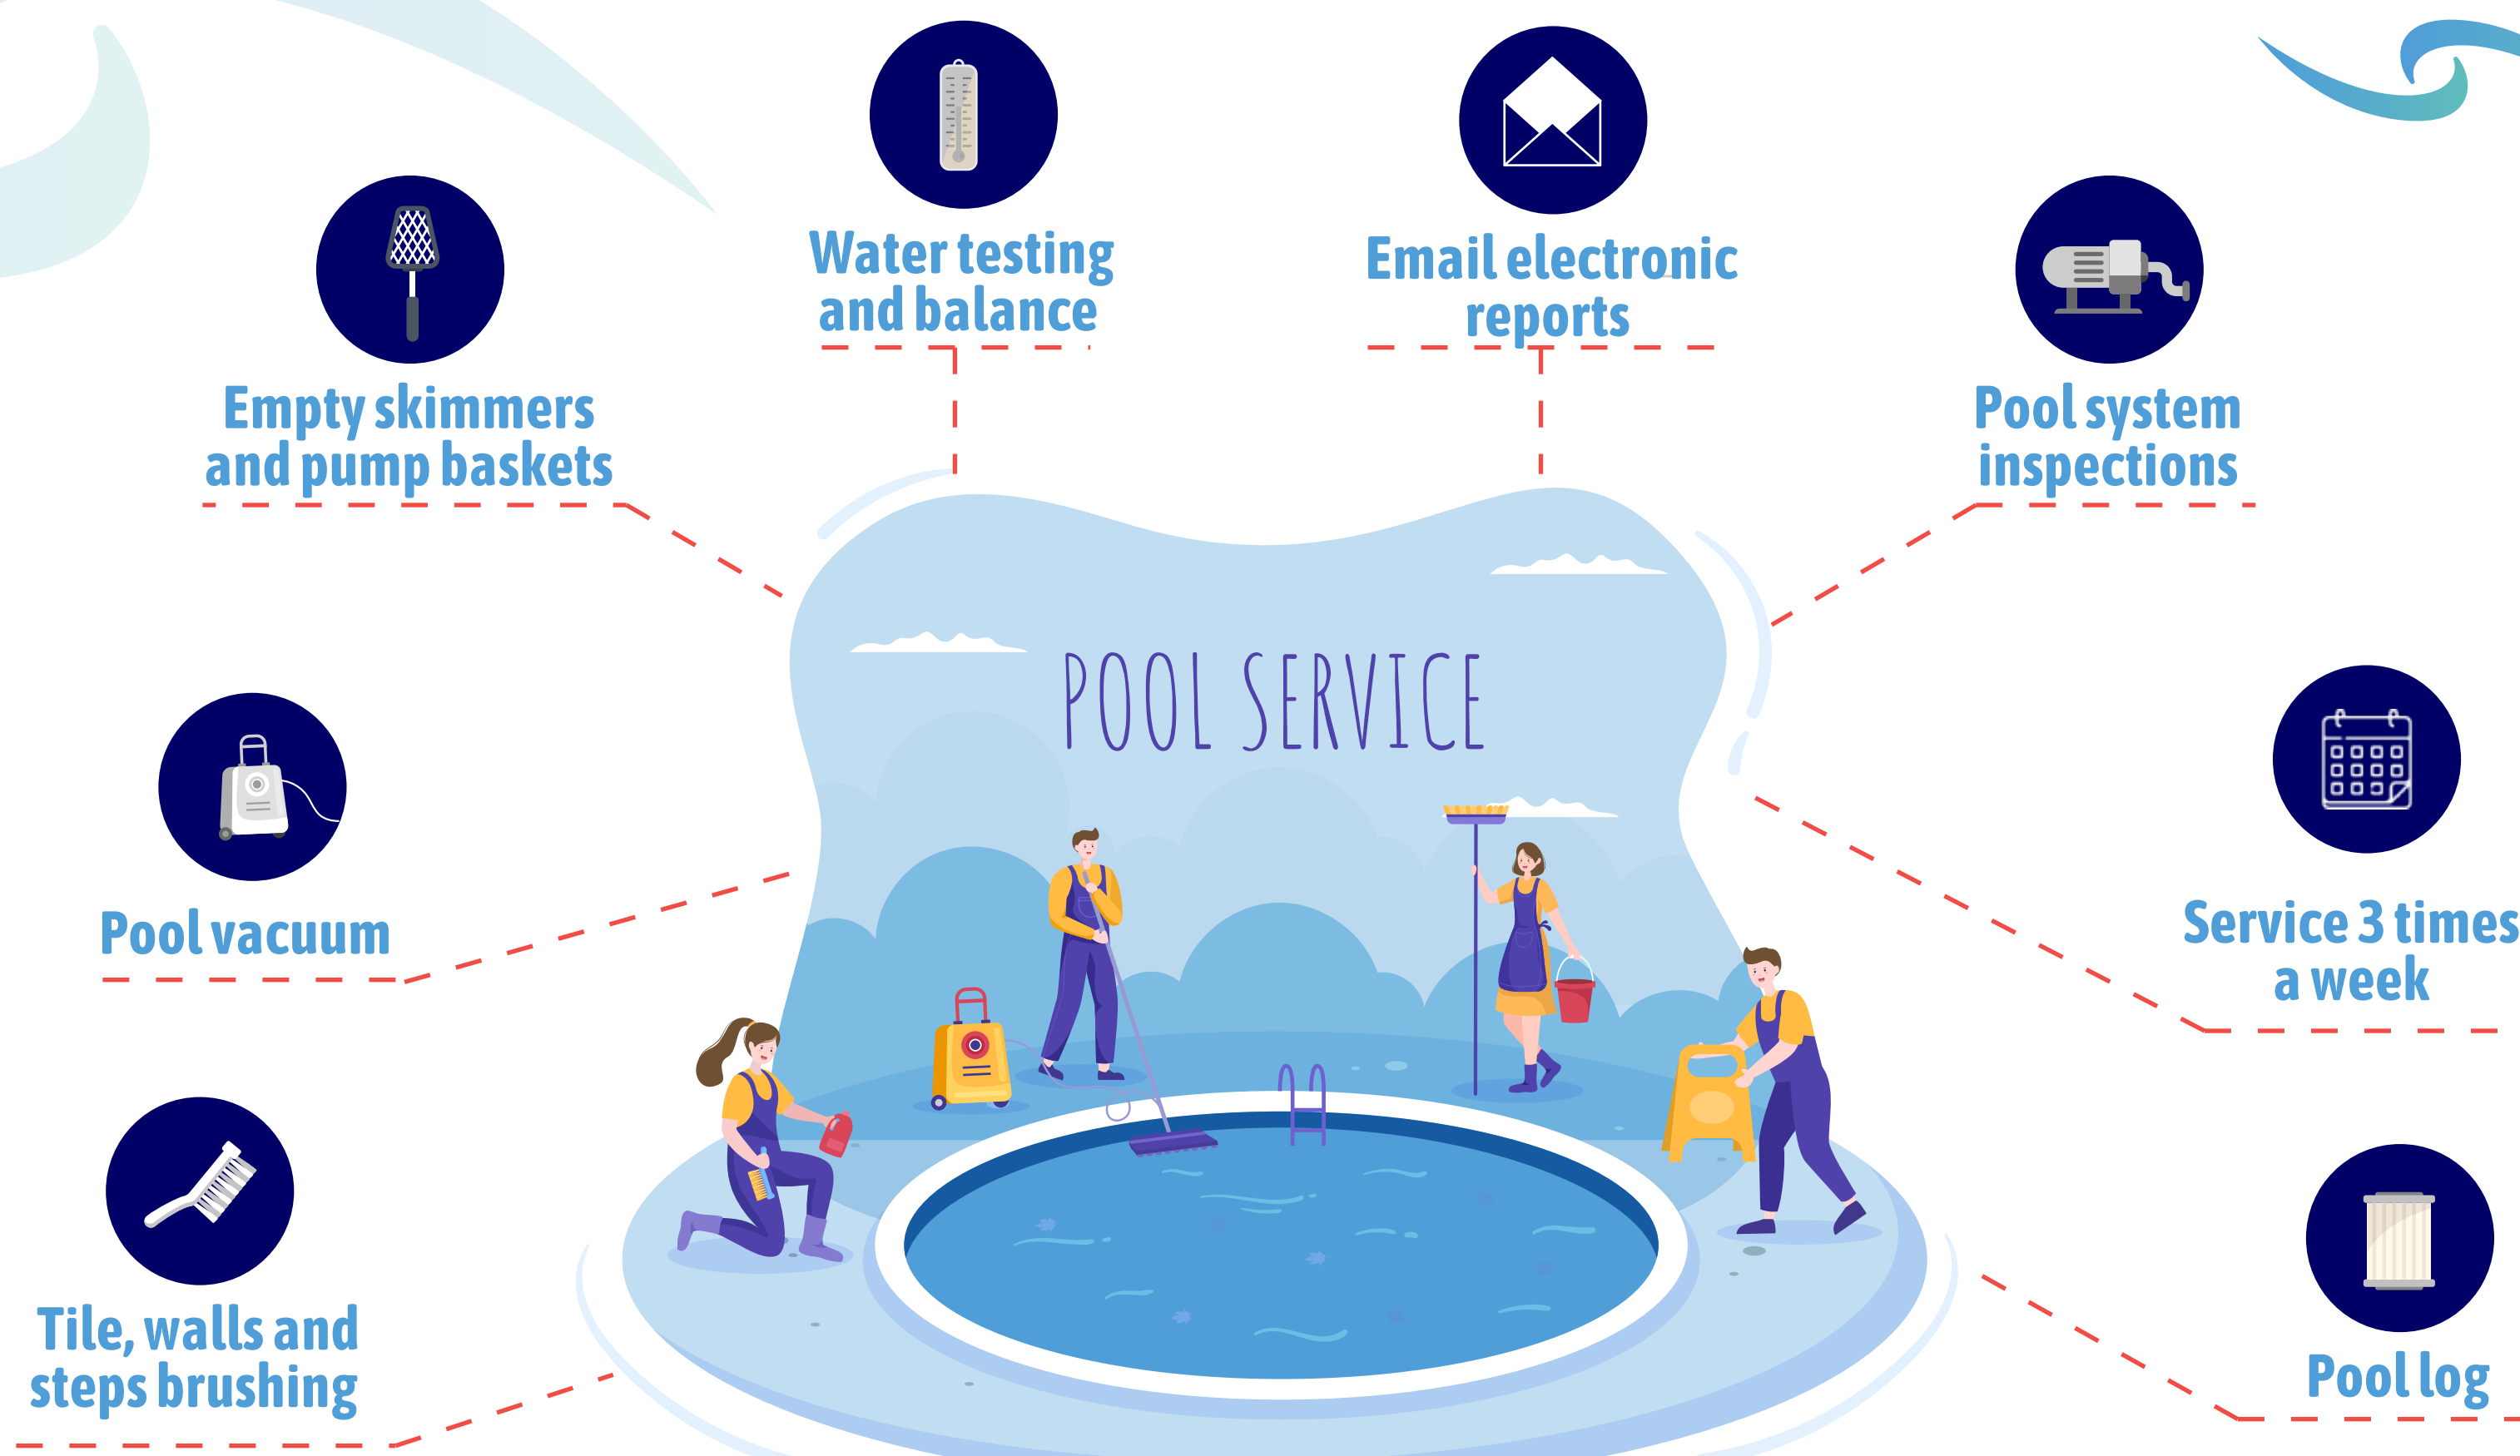 Water testing
and balance
Email electronic
reports
Empty skimmers
and pump baskets
Pool system
inspections
POOL SERVICE
Pool vacuum
Service 3 times
a week
Tile, walls and
steps brushing
Pool log